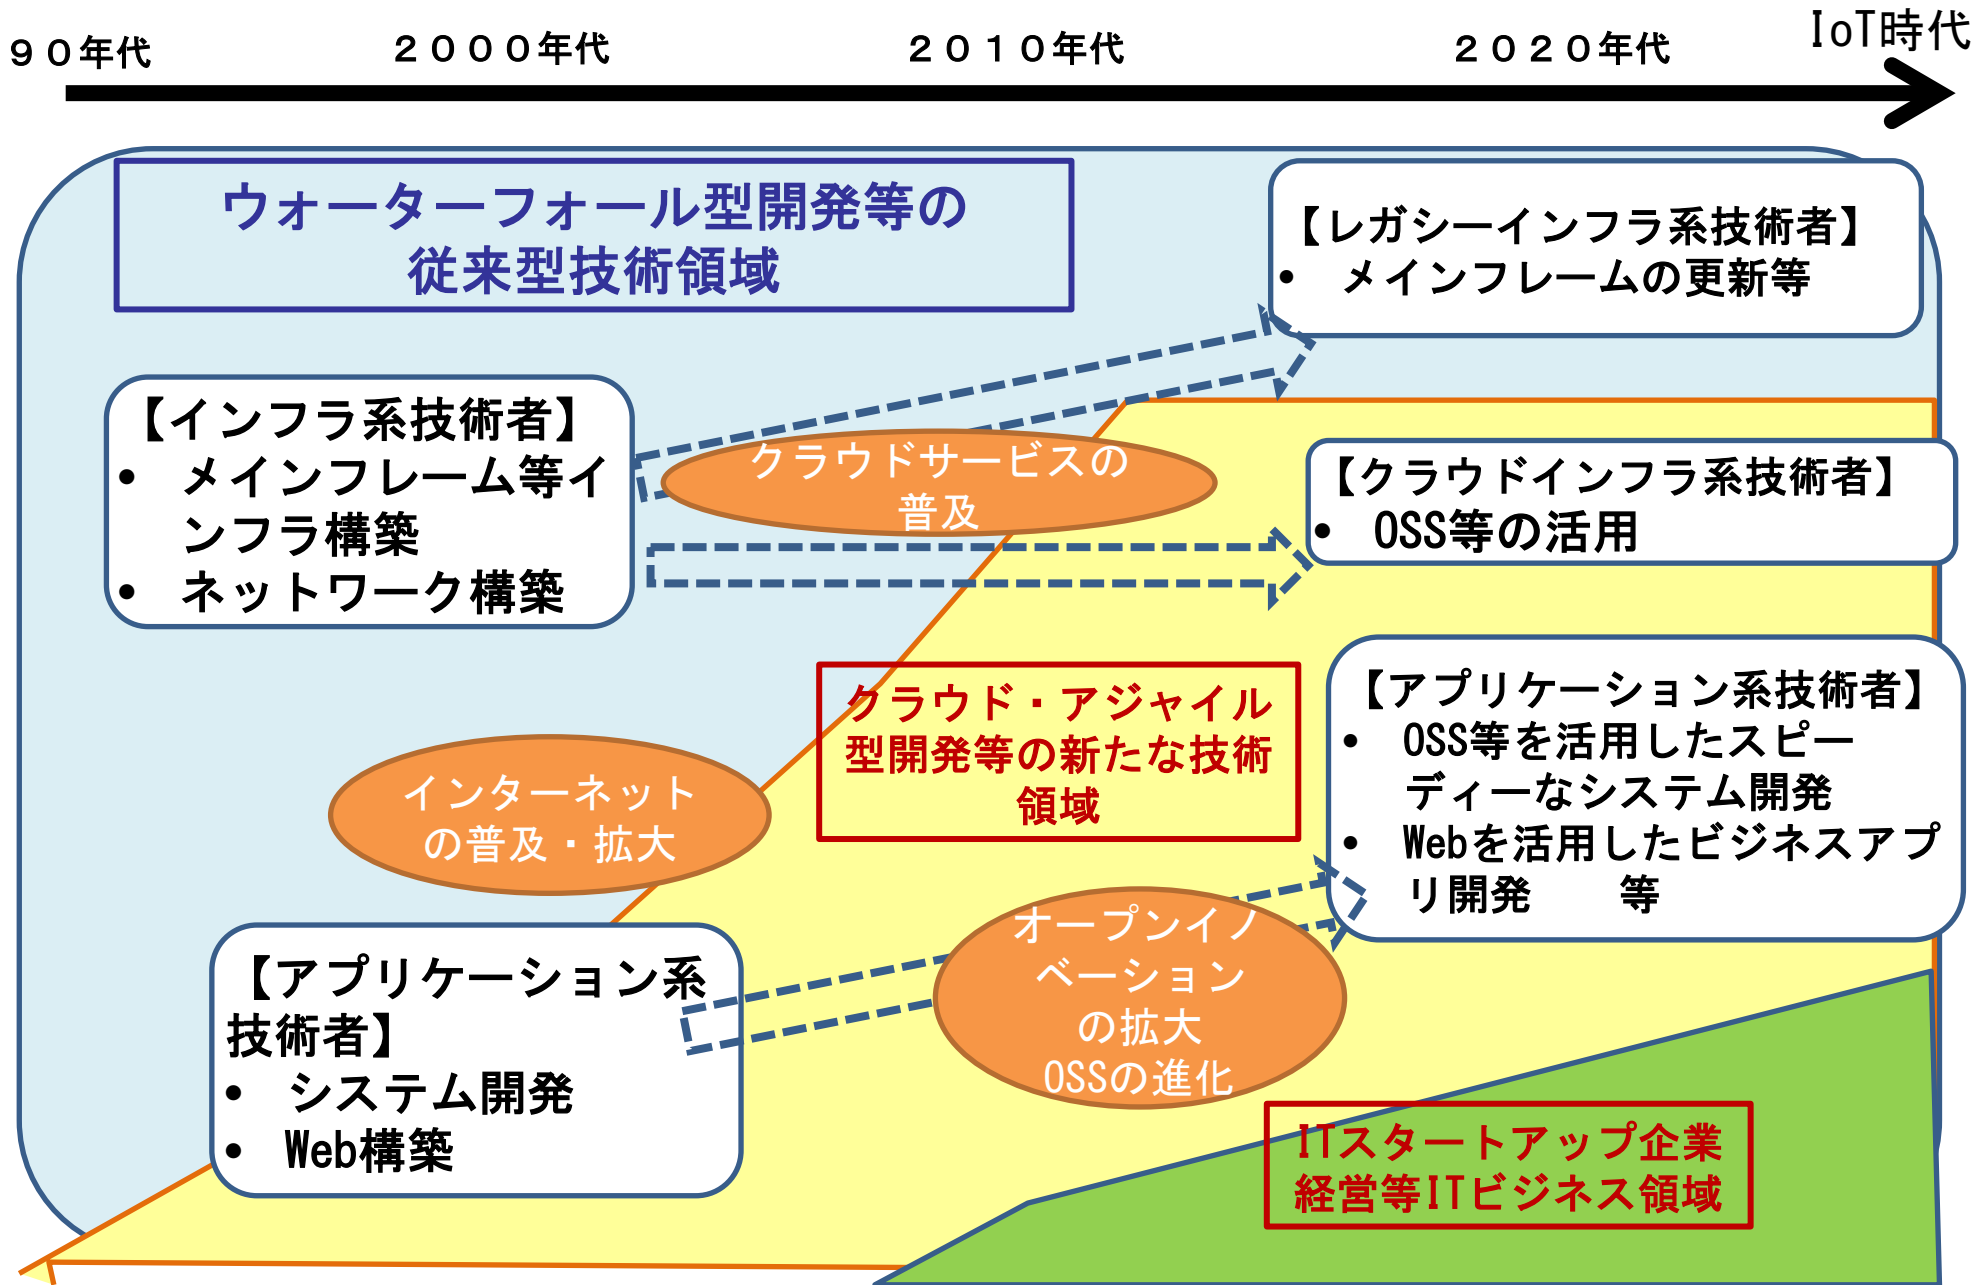 ９０年代
２０００年代
２０１０年代
２０２０年代
IoT時代
ウォーターフォール型開発等の
従来型技術領域
【レガシーインフラ系技術者】
• メインフレームの更新等
【インフラ系技術者】
• メインフレーム等イ
ンフラ構築
• ネットワーク構築
クラウドサービスの
普及
【クラウドインフラ系技術者】
• OSS等の活用
クラウド・アジャイル
型開発等の新たな技術
領域
【アプリケーション系技術者】
• OSS等を活用したスピー
ディーなシステム開発
• Webを活用したビジネスアプ
リ開発　　等
インターネット
の普及・拡大
オープンイノ
ベーション
の拡大
OSSの進化
【アプリケーション系
技術者】
• システム開発
• Web構築
ITスタートアップ企業
経営等ITビジネス領域